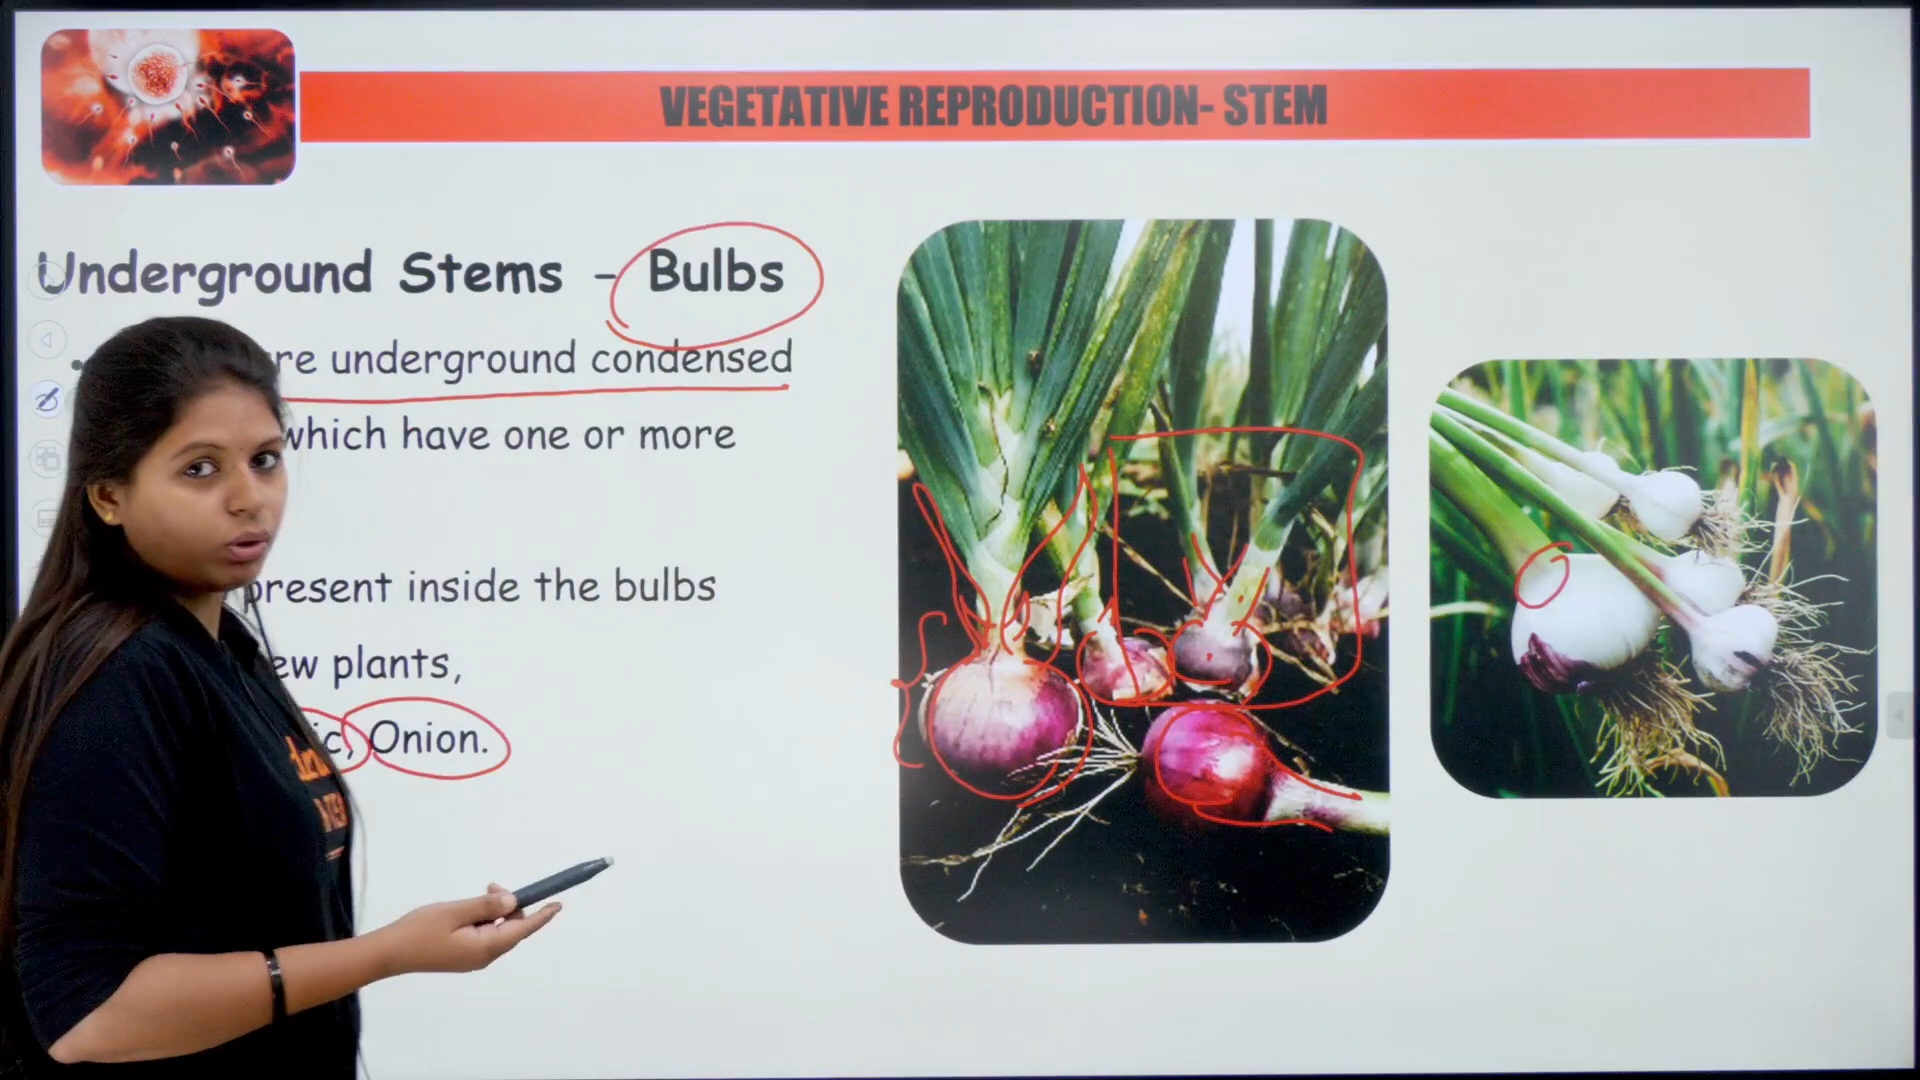 VEGETATIVE REPRODUCTION- STEM
Underground Stems - Bulbs
re underground condensed
which have one or more
present inside the bulbs
ew plants,
ic, Onion.